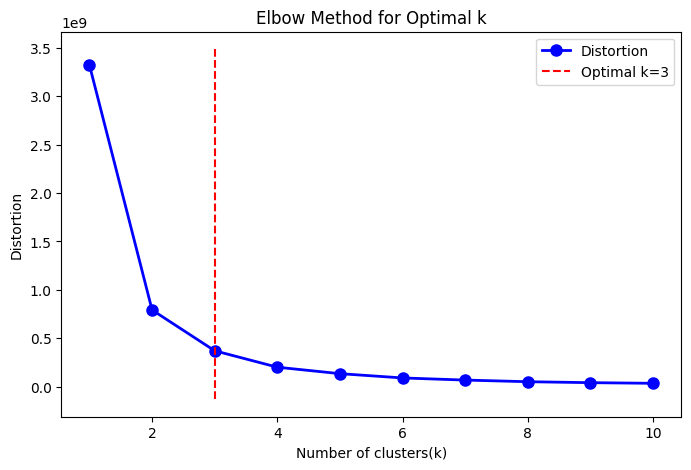 Elbow Method for Optimal k
1e9
3.5
3.0
2.5
2.0
1.5
1.0
0.5
0.0
Distortion
Distortion
Optimal k=3
2 4 6 8 10
Number of clusters(k)